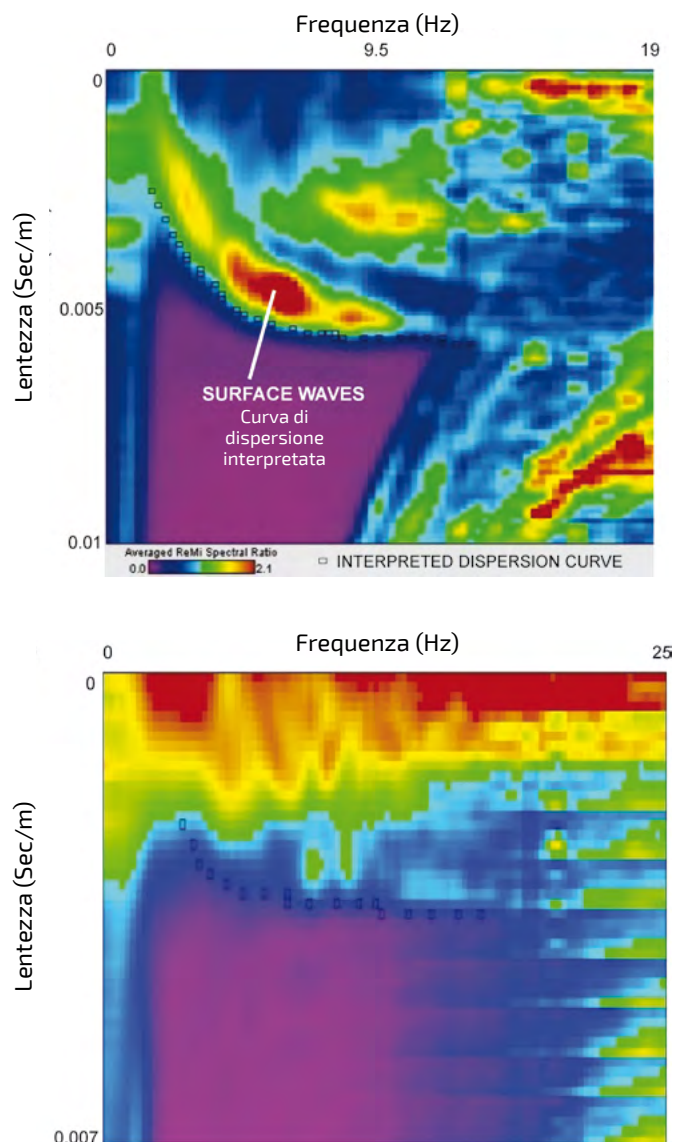 Frequenza (Hz)
0 9.5 19
0
Lentezza (Sec/m)
0.005
SURFACE WAVES
Curva di
dispersione
interpretata
0.01
Averaged ReMi Spectral Ratio
0.0 2.1
INTERPRETED DISPERSION CURVE
Frequenza (Hz)
0 25
0
Lentezza (Sec/m)
0.007